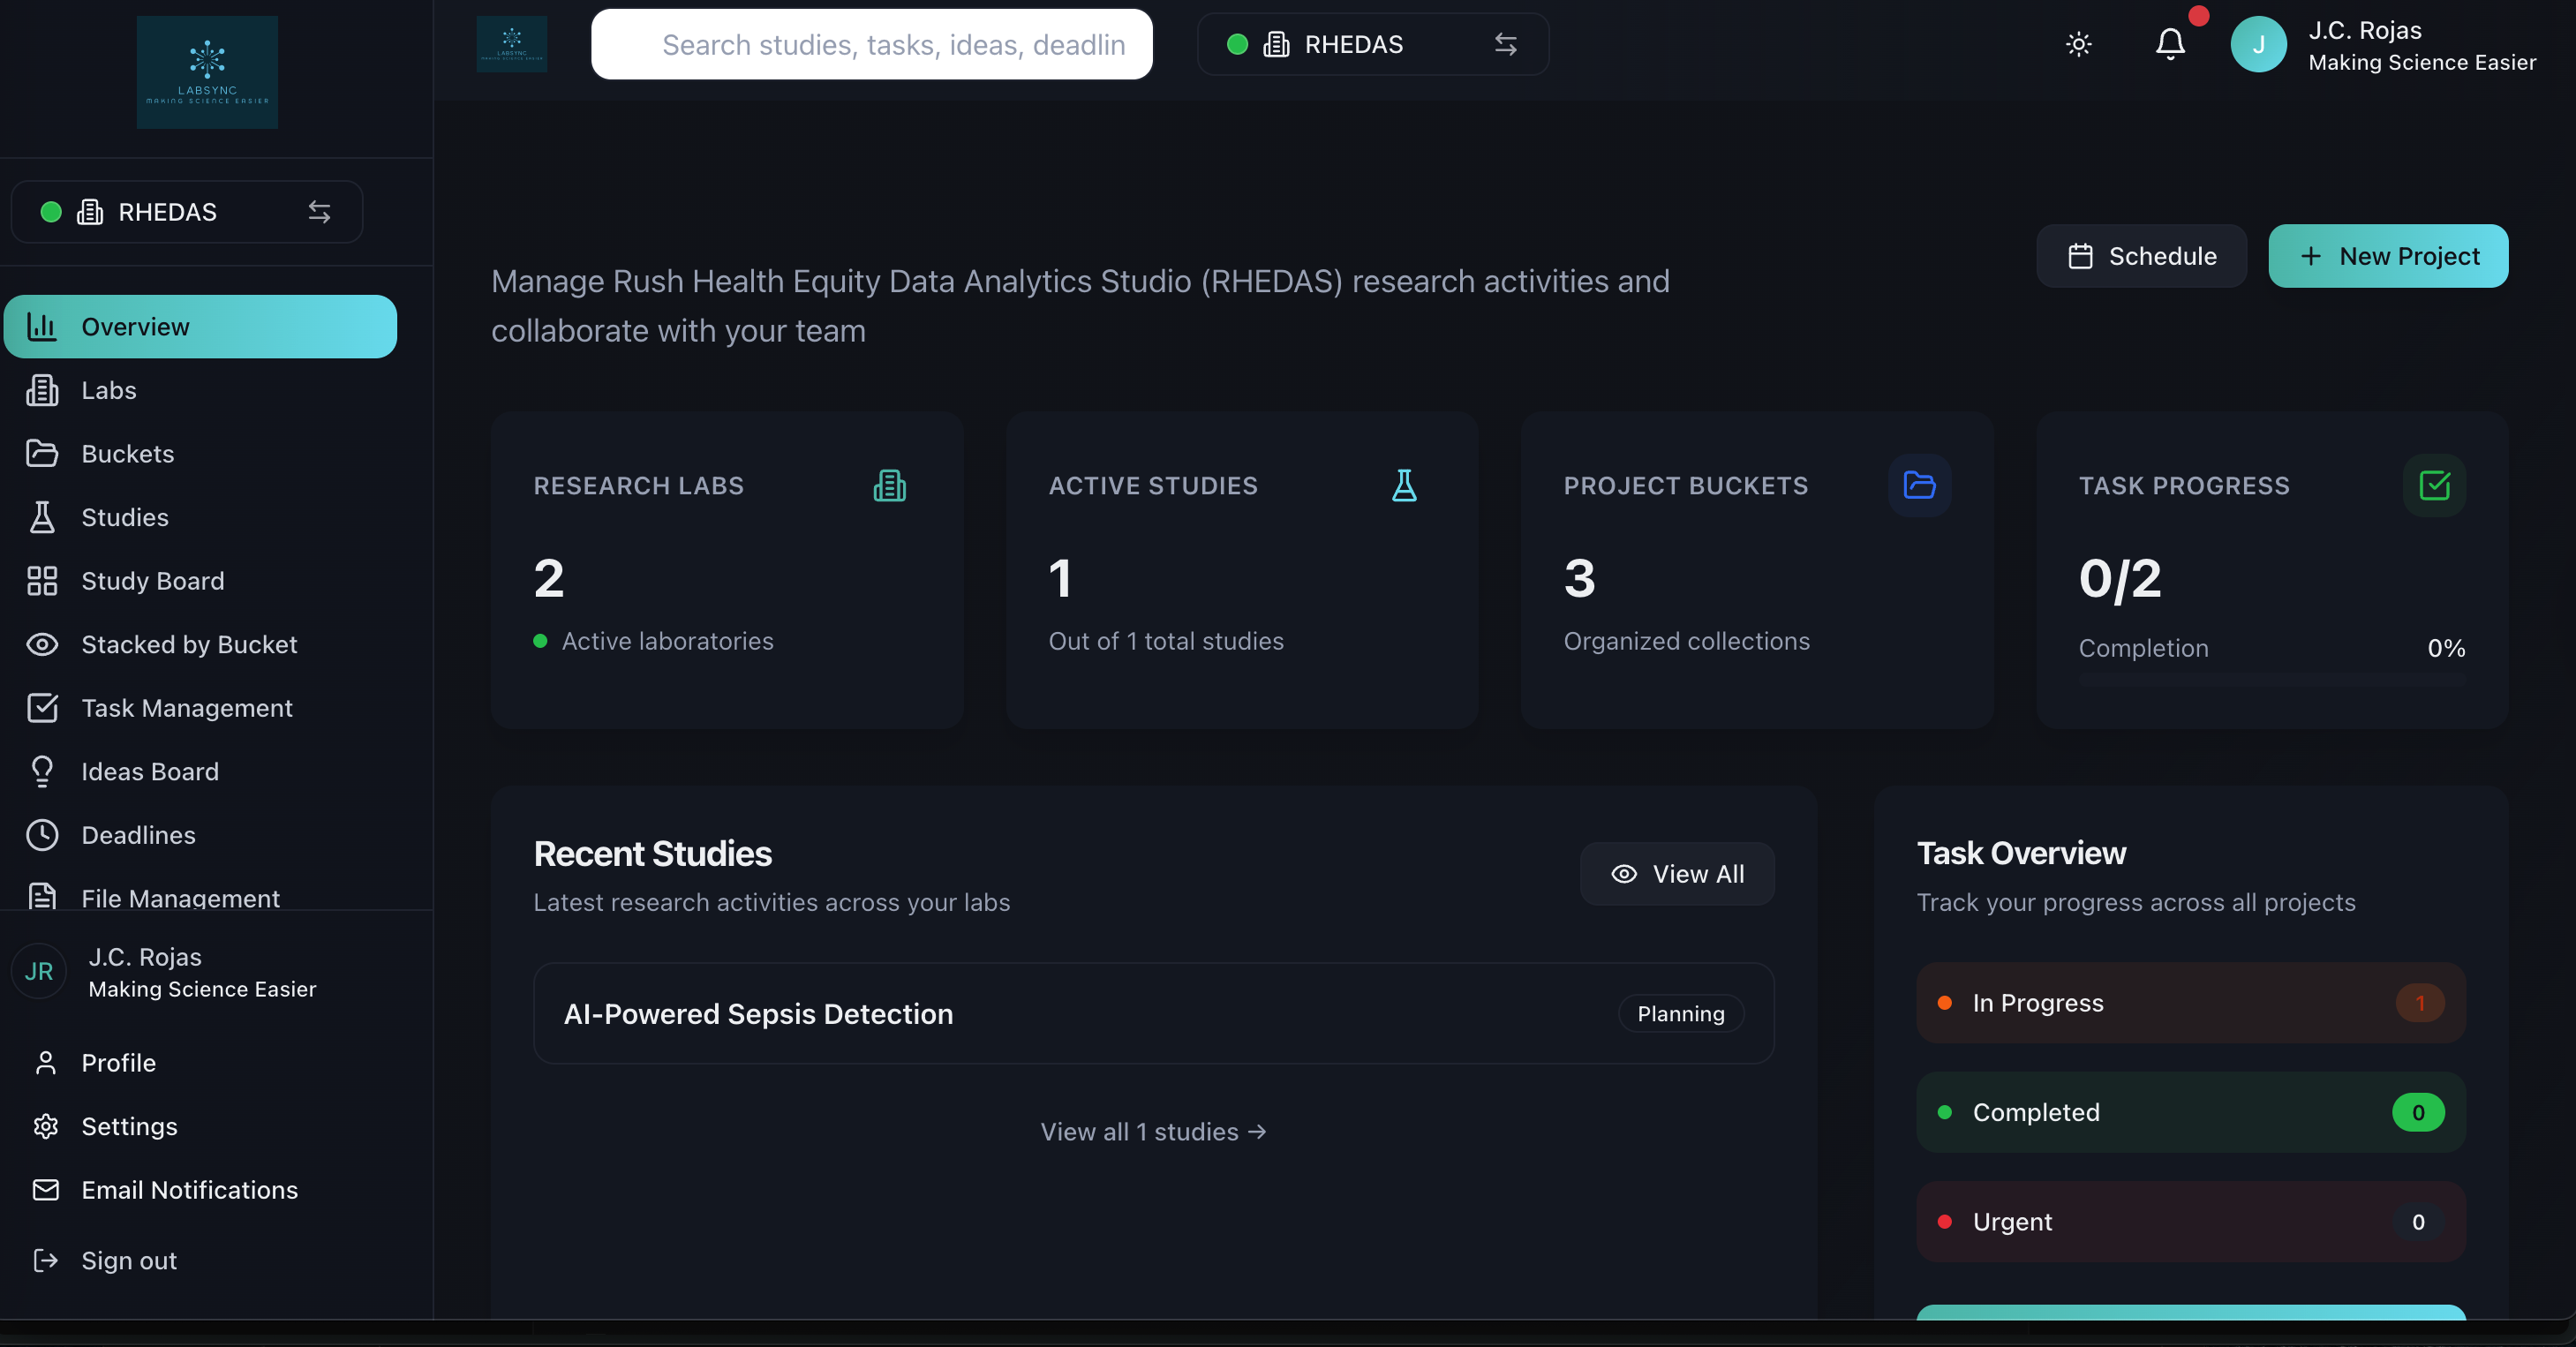 LABSYNC
MAKING SCIENCE EASIER
RHEDAS
Overview
Labs
Buckets
Studies
Study Board
Stacked by Bucket
Task Management
Ideas Board
Deadlines
File Management
JR
J.C. Rojas
Making Science Easier
Profile
Settings
Email Notifications
Sign out
LABSYNC
MAKING SCIENCE EASIER
Search studies, tasks, ideas, deadlin
RHEDAS
J
J.C. Rojas
Making Science Easier
Manage Rush Health Equity Data Analytics Studio (RHEDAS) research activities and
collaborate with your team
Schedule
+ New Project
RESEARCH LABS
2
Active laboratories
ACTIVE STUDIES
1
Out of 1 total studies
PROJECT BUCKETS
3
Organized collections
TASK PROGRESS
0/2
Completion 0%
Recent Studies
Latest research activities across your labs
View All
AI-Powered Sepsis Detection
Planning
View all 1 studies →
Task Overview
Track your progress across all projects
In Progress 1
Completed 0
Urgent 0